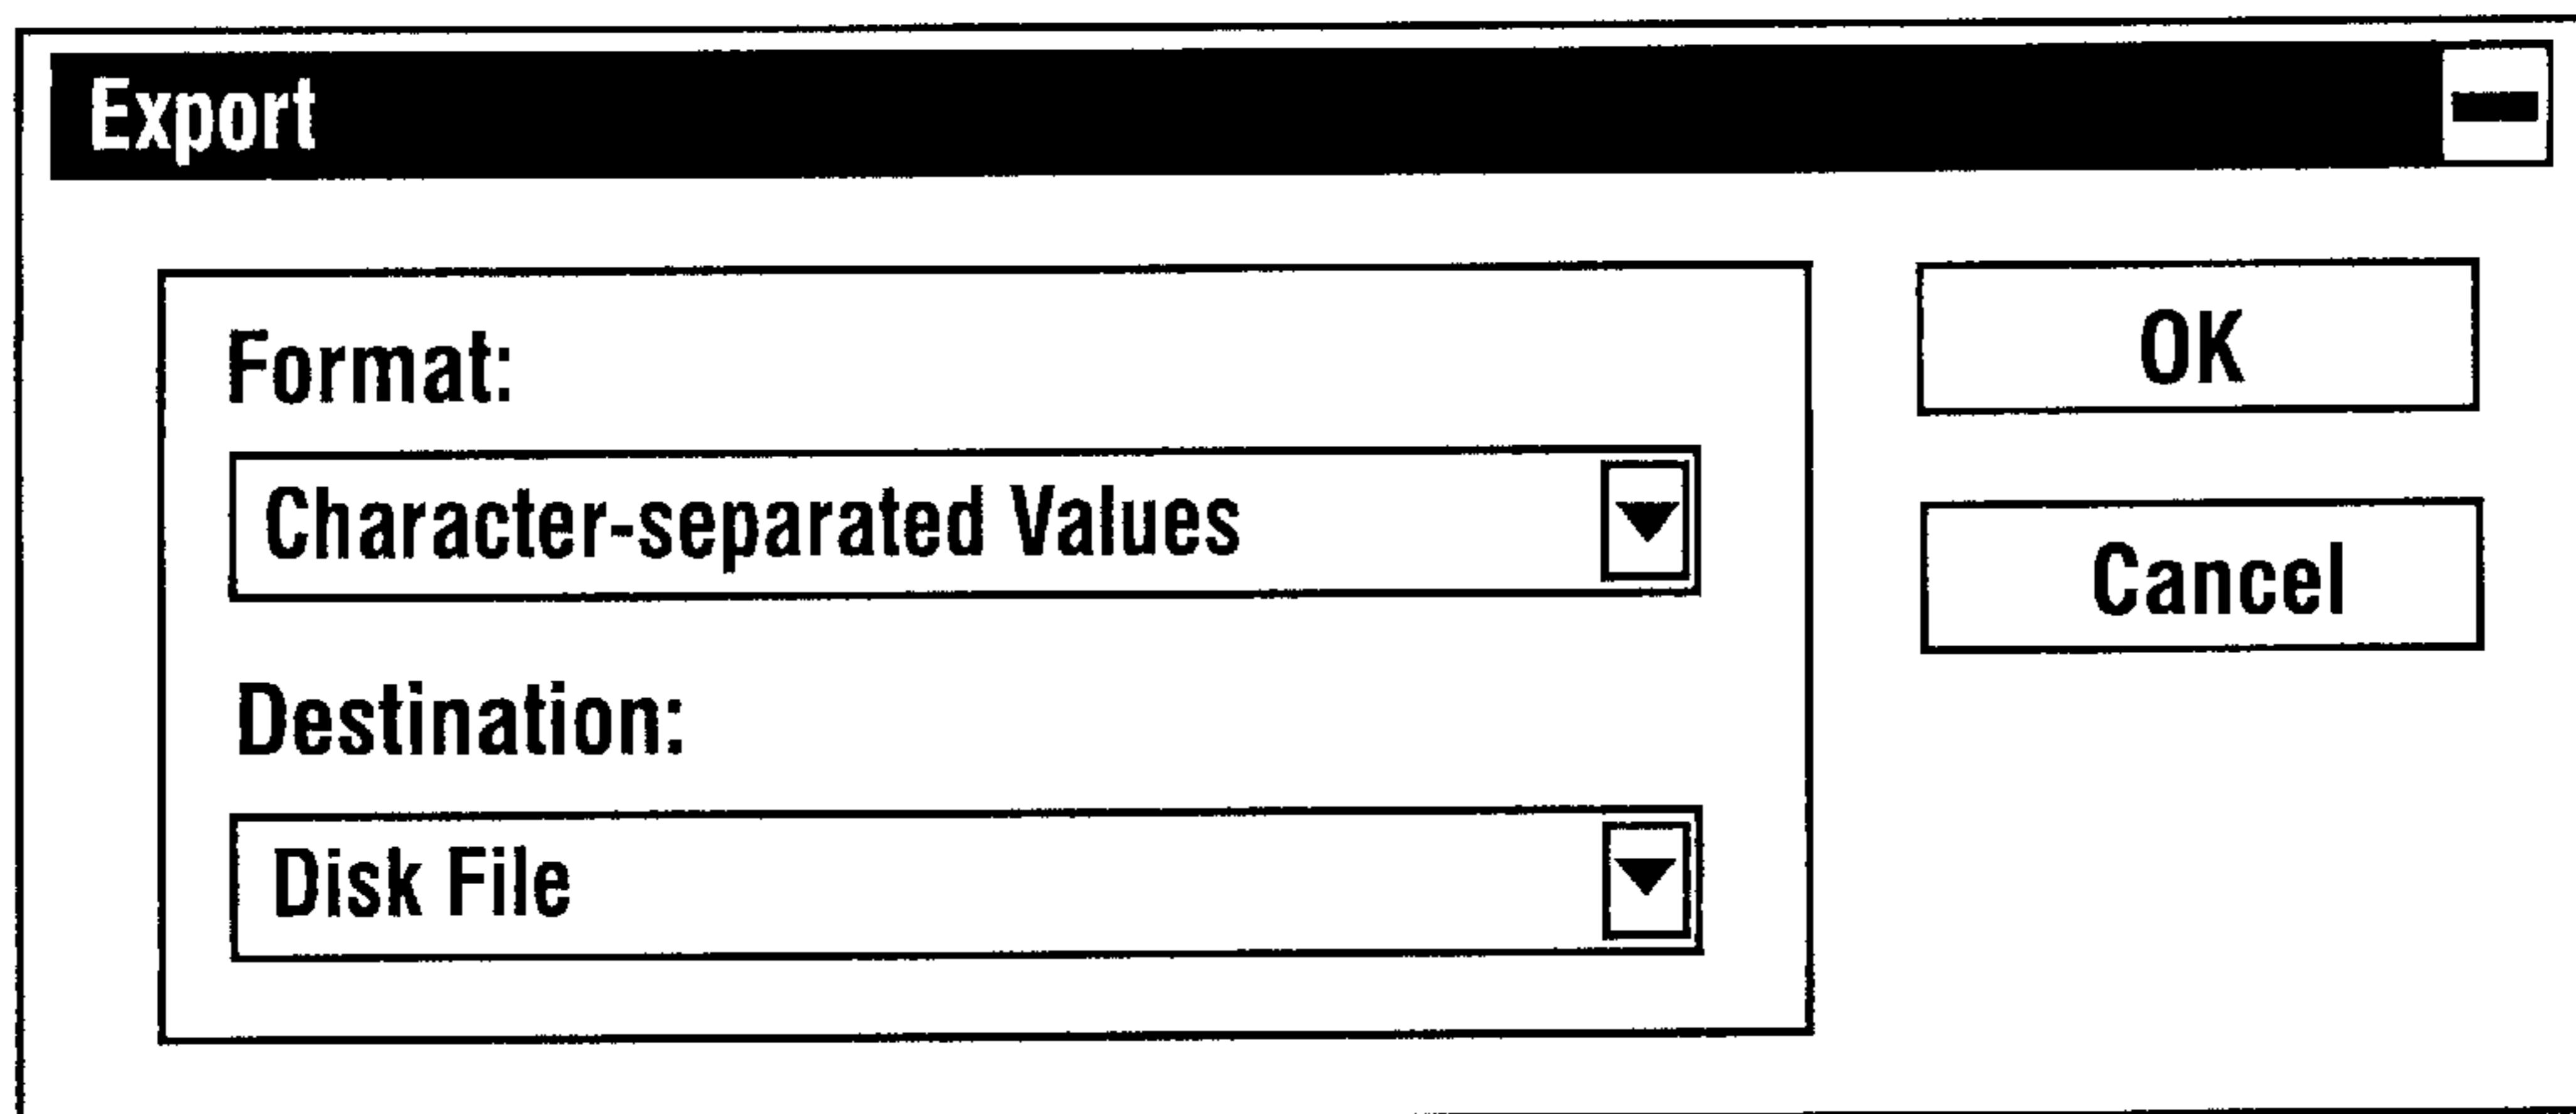 Export
Format:
Character-separated Values
Destination:
Disk File
OK
Cancel